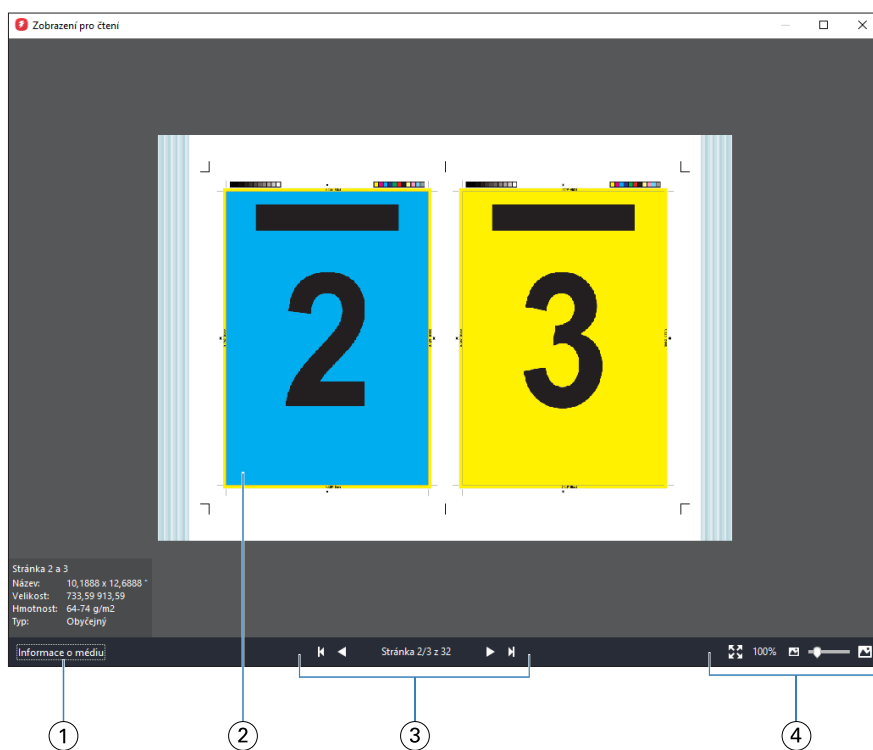 Zobrazení pro čtení
2 3
Stránka 2 a 3
Název: 10,1888 x 12,6888 "
Velikost: 733,59 913,59
Hmotnost: 64-74 g/m2
Typ: Obyčejný
Informace o médiu
Stránka 2/3 z 32
100%
1 2 3 4